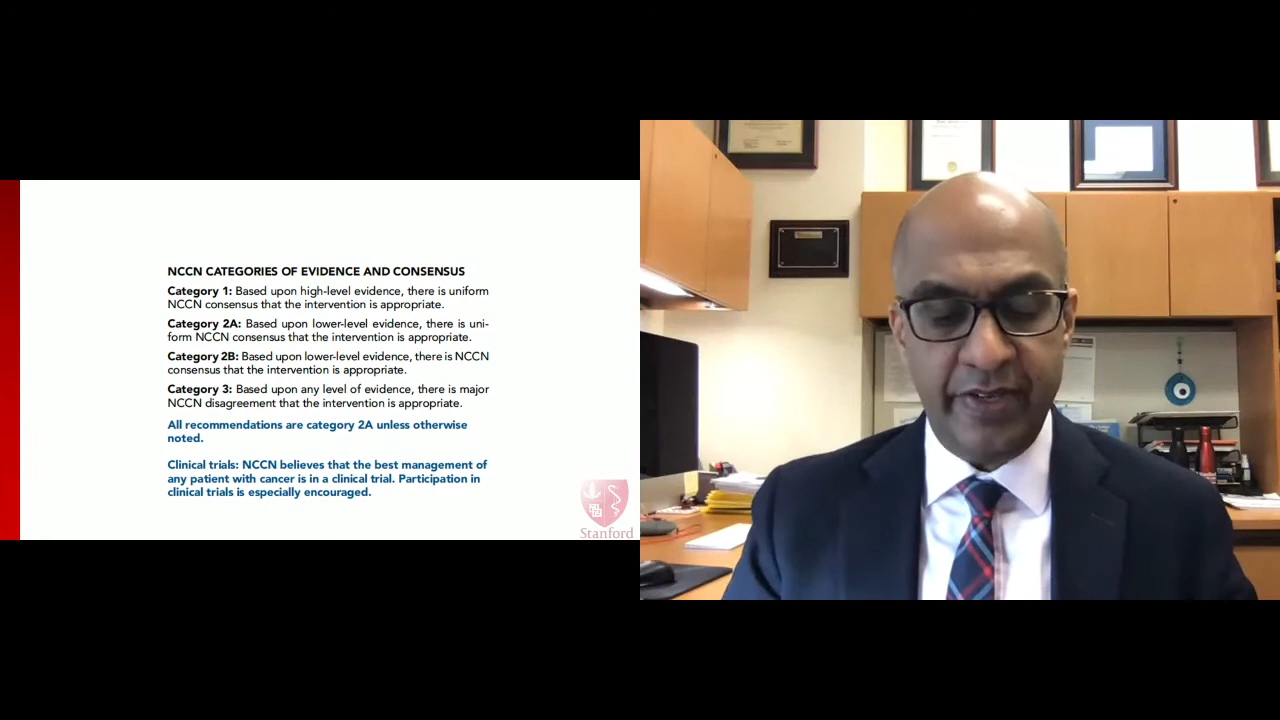 NCCN CATEGORIES OF EVIDENCE AND CONSENSUS
Category 1: Based upon high-level evidence, there is uniform
NCCN consensus that the intervention is appropriate.
Category 2A: Based upon lower-level evidence, there is uni-
form NCCN consensus that the intervention is appropriate.
Category 2B: Based upon lower-level evidence, there is NCCN
consensus that the intervention is appropriate.
Category 3: Based upon any level of evidence, there is major
NCCN disagreement that the intervention is appropriate.
All recommendations are category 2A unless otherwise
noted.
Clinical trials: NCCN believes that the best management of
any patient with cancer is in a clinical trial. Participation in
clinical trials is especially encouraged.
Stanford